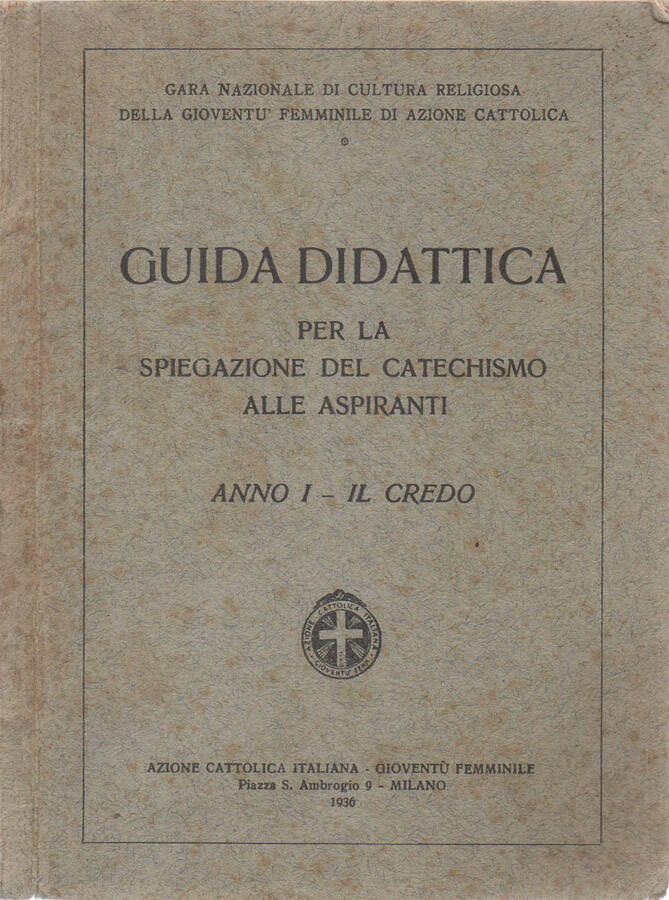 GARA NAZIONALE DI CULTURA RELIGIOSA
DELLA GIOVENTU' FEMMINILE DI AZIONE CATTOLICA
GUIDA DIDATTICA
PER LA
SPIEGAZIONE DEL CATECHISMO
ALLE ASPIRANTI
ANNO I – IL CREDO
AZIONE CATTOLICA ITALIANA
GIOVENTU' FEMM.
AZIONE CATTOLICA ITALIANA - GIOVENTÙ FEMMINILE
Piazza S. Ambrogio 9 - MILANO
1936